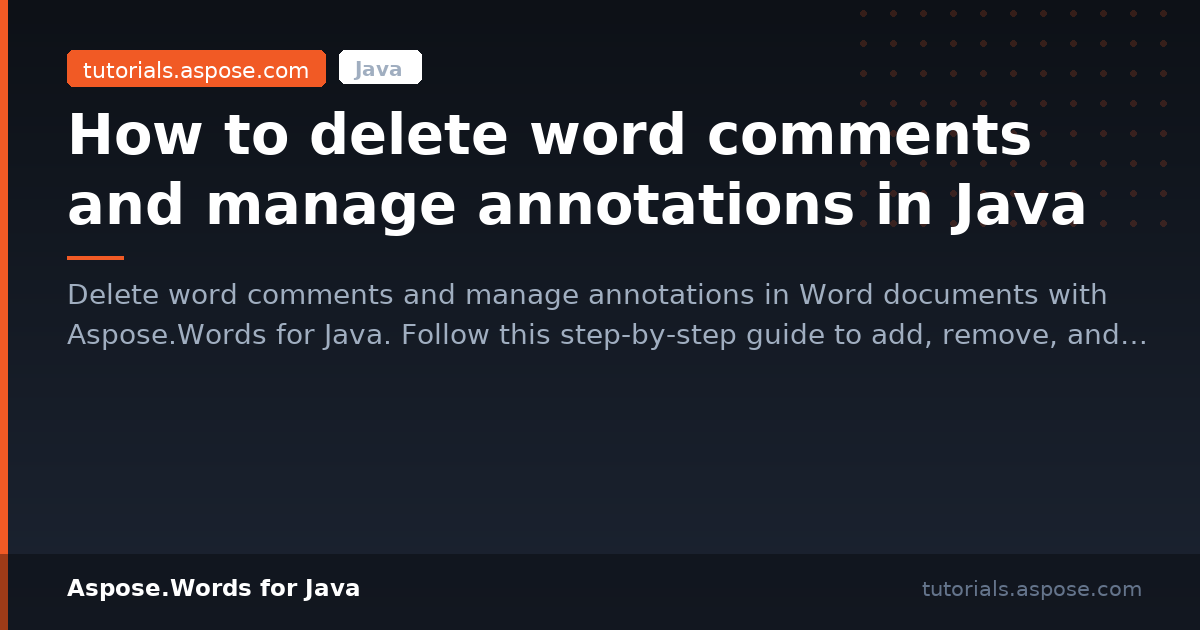 tutorials.aspose.com
Java
How to delete word comments
and manage annotations in Java
Delete word comments and manage annotations in Word documents with
Aspose.Words for Java. Follow this step-by-step guide to add, remove, and…
Aspose.Words for Java
tutorials.aspose.com